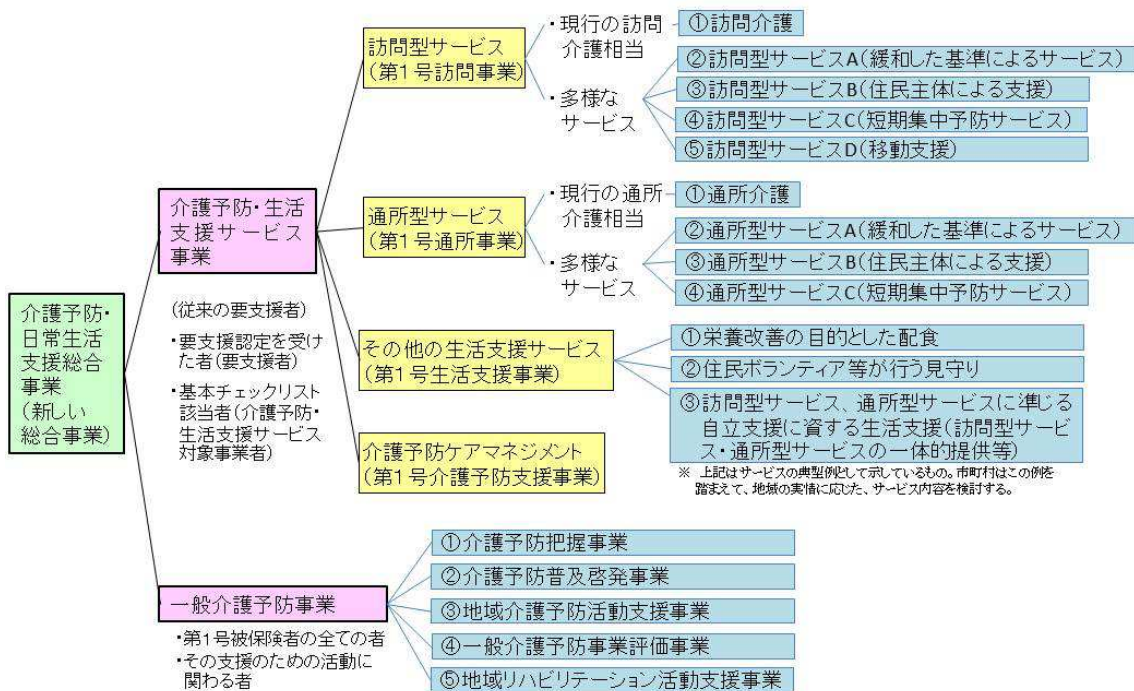 介護予防・
日常生活
支援総合
事業
(新しい
総合事業)
介護予防・生活
支援サービス
事業
(従来の要支援者)
・要支援認定を受け
た者(要支援者)
・基本チェックリスト
該当者(介護予防・
生活支援サービス
対象事業者)
訪問型サービス
(第1号訪問事業)
・現行の訪問
介護相当
①訪問介護
・多様な
サービス
②訪問型サービスA(緩和した基準によるサービス)
③訪問型サービスB(住民主体による支援)
④訪問型サービスC(短期集中予防サービス)
⑤訪問型サービスD(移動支援)
通所型サービス
(第1号通所事業)
・現行の通所
介護相当
①通所介護
・多様な
サービス
②通所型サービスA(緩和した基準によるサービス)
③通所型サービスB(住民主体による支援)
④通所型サービスC(短期集中予防サービス)
その他の生活支援サービス
(第1号生活支援事業)
①栄養改善の目的とした配食
②住民ボランティア等が行う見守り
③訪問型サービス、通所型サービスに準じる
自立支援に資する生活支援(訪問型サービ
ス・通所型サービスの一体的提供等)
※ 上記はサービスの典型例として示しているもの。市町村はこの例を
踏まえて、地域の実情に応じた、サービス内容を検討する。
介護予防ケアマネジメント
(第1号介護予防支援事業)
一般介護予防事業
・第1号被保険者の全ての者
・その支援のための活動に
関わる者
①介護予防把握事業
②介護予防普及啓発事業
③地域介護予防活動支援事業
④一般介護予防事業評価事業
⑤地域リハビリテーション活動支援事業